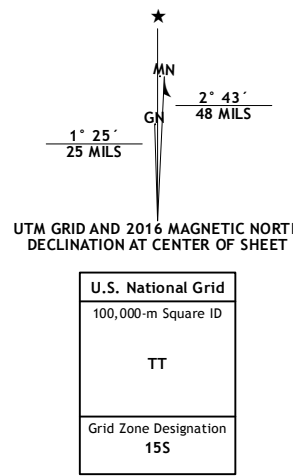 ★
MN
GN
2° 43´
48 MILS
1° 25´
25 MILS
UTM GRID AND 2016 MAGNETIC NORTH
DECLINATION AT CENTER OF SHEET
U.S. National Grid
100,000-m Square ID
TT
Grid Zone Designation
15S